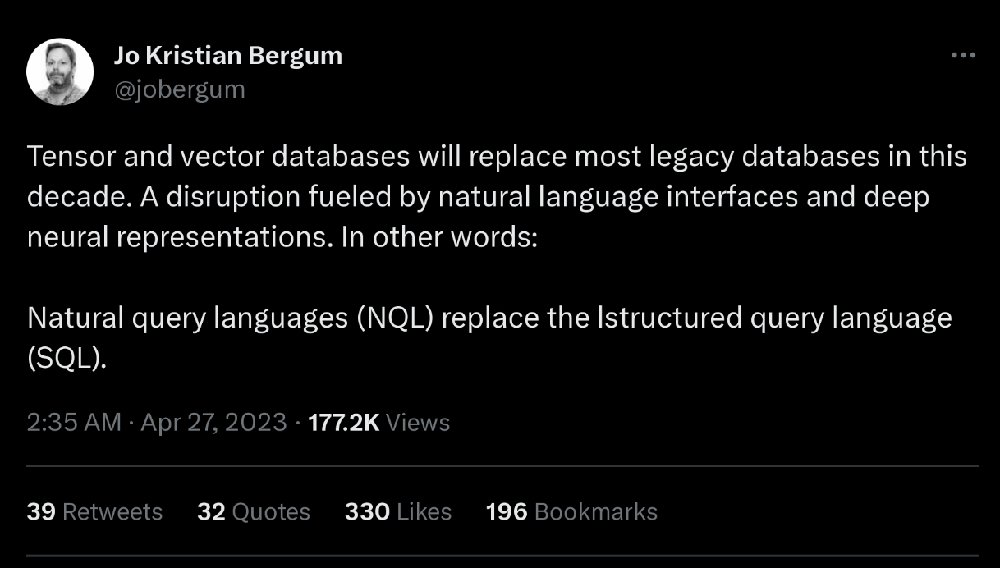 Jo Kristian Bergum
@jobergum
Tensor and vector databases will replace most legacy databases in this
decade. A disruption fueled by natural language interfaces and deep
neural representations. In other words:
Natural query languages (NQL) replace the lstructured query language
(SQL).
2:35 AM · Apr 27, 2023 · 177.2K Views
39 Retweets 32 Quotes 330 Likes 196 Bookmarks